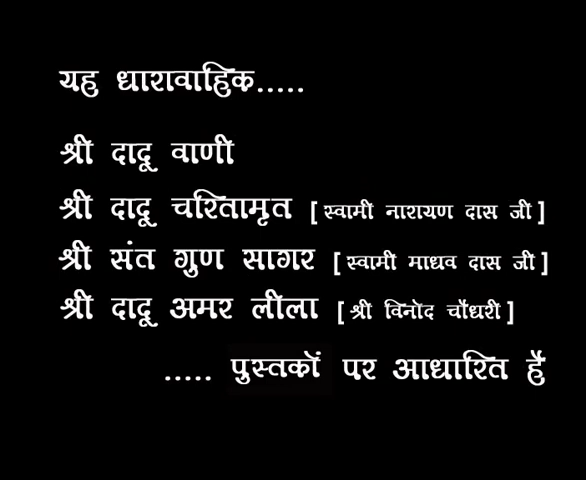 यह धारावाहिक.....
श्री दादू वाणी
श्री दादू चरितामृत [ स्वामी नारायण दास जी ]
श्री संत गुण सागर [ स्वामी माधव दास जी ]
श्री दादू अमर लीला [ श्री विनोद चौधरी ]
..... पुस्तकों पर आधारित है